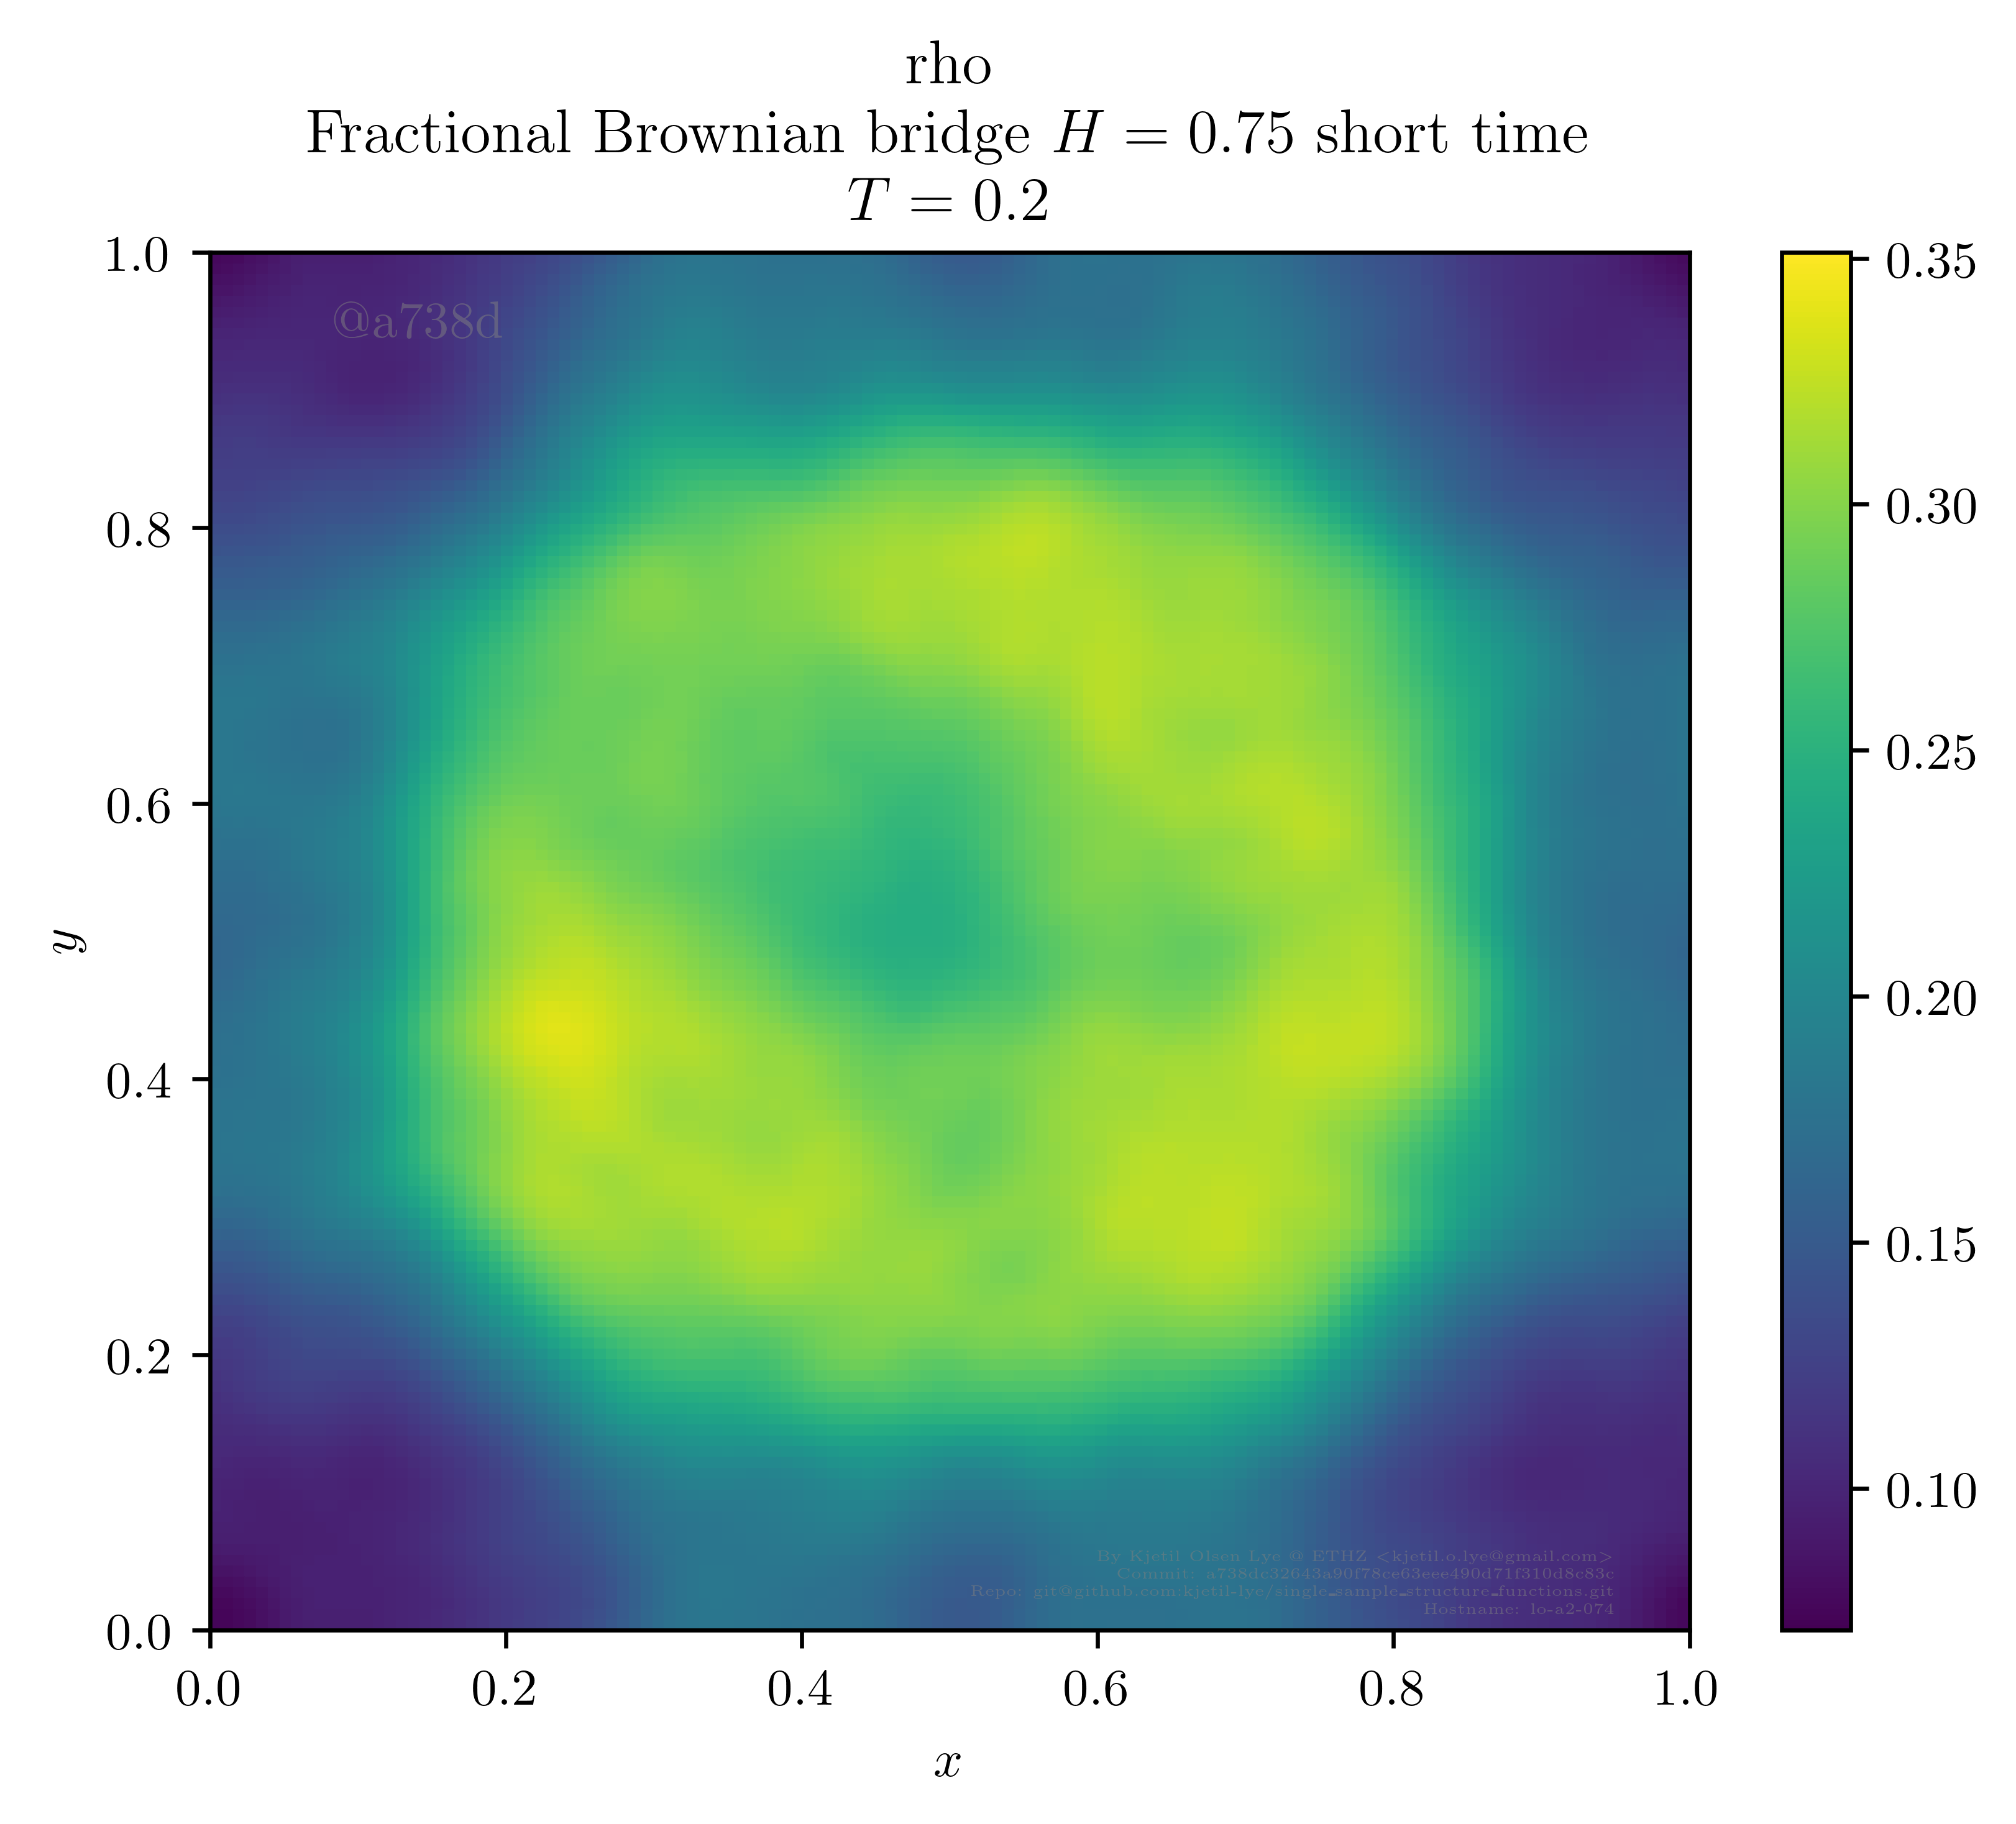 rho
Fractional Brownian bridge H = 0.75 short time
T = 0.2
1.0
0.8
0.6
0.4
0.2
0.0
y
@a738d
By Kjetil Olsen Lye @ ETHZ <kjetil.o.lye@gmail.com>
Commit: a738dc32643a90f78ce63eee490d71f310d8c83c
Repo: git@github.com:kjetil-lye/single_sample_structure_functions.git
Hostname: lo-a2-074
0.0 0.2 0.4 0.6 0.8 1.0
x
0.35
0.30
0.25
0.20
0.15
0.10